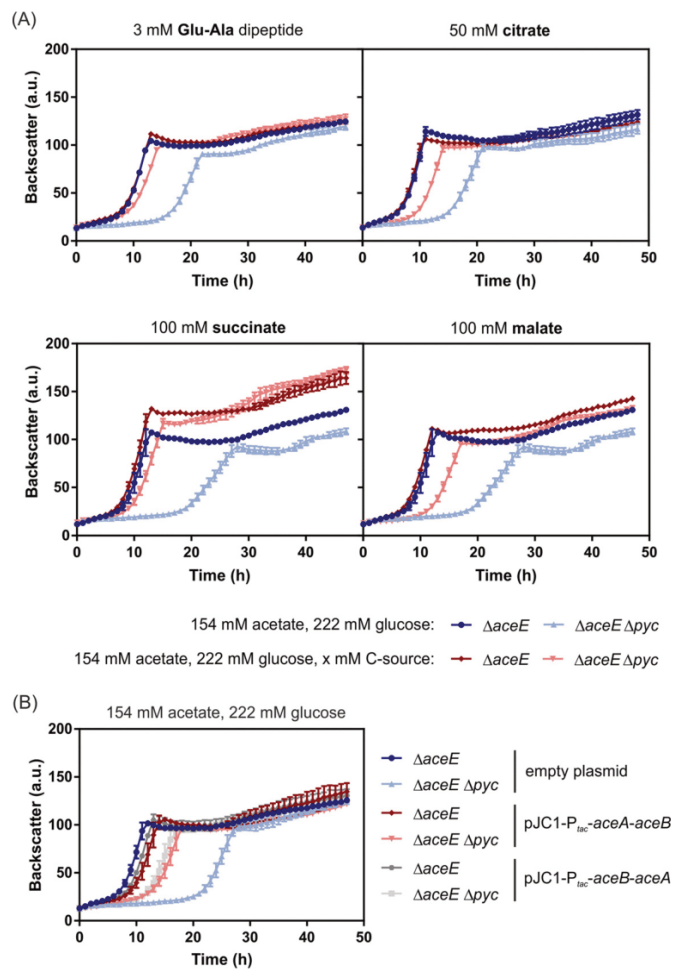 (A)
3 mM Glu-Ala dipeptide
50 mM citrate
Backscatter (a.u.)
200
150
100
50
0
0 10 20 30 40
0 10 20 30 40 50
Time (h)
Time (h)
100 mM succinate
100 mM malate
Backscatter (a.u.)
200
150
100
50
0
0 10 20 30 40
0 10 20 30 40 50
Time (h)
Time (h)
154 mM acetate, 222 mM glucose: ΔaceE ΔaceE Δpyc
154 mM acetate, 222 mM glucose, x mM C-source: ΔaceE ΔaceE Δpyc
(B)
154 mM acetate, 222 mM glucose
Backscatter (a.u.)
200
150
100
50
0
0 10 20 30 40 50
Time (h)
ΔaceE
ΔaceE Δpyc
empty plasmid
ΔaceE
ΔaceE Δpyc
pJC1-Ptac-aceA-aceB
ΔaceE
ΔaceE Δpyc
pJC1-Ptac-aceB-aceA